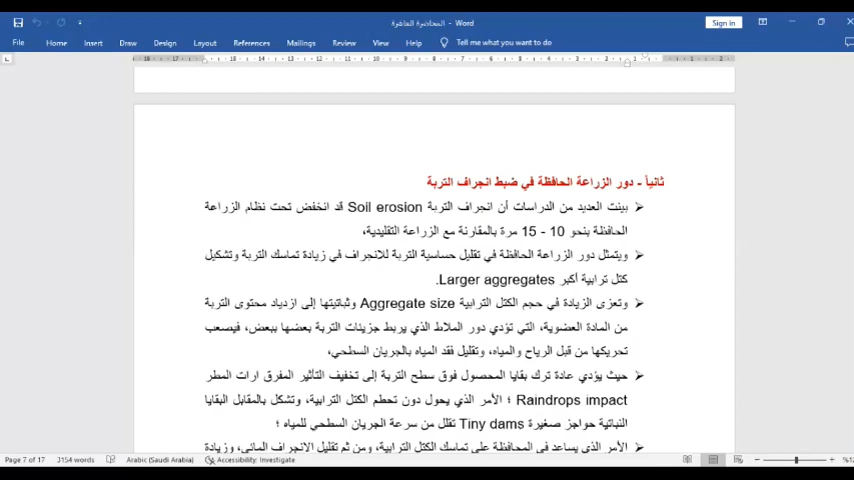 المحاضرة العاشرة - Word
Sign in
File Home Insert Draw Design Layout References Mailings Review View Help Tell me what you want to do
ثانياً - دور الزراعة الحافظة في ضبط انجراف التربة
بينت العديد من الدراسات أن انجراف التربة Soil erosion قد انخفض تحت نظام الزراعة
الحافظة بنحو 10 - 15 مرة بالمقارنة مع الزراعة التقليدية،
ويتمثل دور الزراعة الحافظة في تقليل حساسية التربة للانجراف في زيادة تماسك التربة وتشكيل
كتل ترابية أكبر Larger aggregates.
وتعزى الزيادة في حجم الكتل الترابية Aggregate size وثباتيتها إلى ازدياد محتوى التربة
من المادة العضوية، التي تؤدي دور الملاط الذي يربط جزيئات التربة بعضها ببعض، فيصعب
تحريكها من قبل الرياح والمياه، وتقليل فقد المياه بالجريان السطحي،
حيث يؤدي عادة ترك بقايا المحصول فوق سطح التربة إلى تخفيف التأثير المفرق ارات المطر
Raindrops impact ؛ الأمر الذي يحول دون تحطم الكتل الترابية، وتشكل بالمقابل البقايا
النباتية حواجز صغيرة Tiny dams تقلل من سرعة الجريان السطحي للمياه ؛
الأمر الذي يساعد في المحافظة على تماسك الكتل الترابية، ومن ثم تقليل الانجراف المائي، وزيادة
Page 7 of 17 3154 words Arabic (Saudi Arabia) Accessibility: Investigate